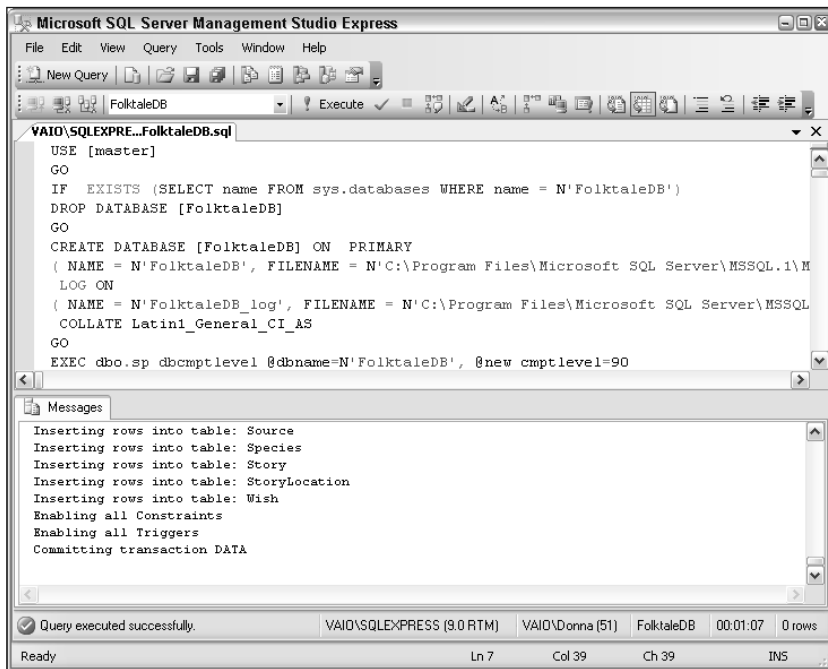 Microsoft SQL Server Management Studio Express
File Edit View Query Tools Window Help
New Query
FolktaleDB Execute
VAIO\SQLEXPRE...FolktaleDB.sql
USE [master]
GO
IF EXISTS (SELECT name FROM sys.databases WHERE name = N'FolktaleDB')
DROP DATABASE [FolktaleDB]
GO
CREATE DATABASE [FolktaleDB] ON PRIMARY
( NAME = N'FolktaleDB', FILENAME = N'C:\Program Files\Microsoft SQL Server\MSSQL.1\M
LOG ON
( NAME = N'FolktaleDB_log', FILENAME = N'C:\Program Files\Microsoft SQL Server\MSSQL
COLLATE Latin1_General_CI_AS
GO
EXEC dbo.sp_dbcmptlevel @dbname=N'FolktaleDB', @new_cmptlevel=90
Messages
Inserting rows into table: Source
Inserting rows into table: Species
Inserting rows into table: Story
Inserting rows into table: StoryLocation
Inserting rows into table: Wish
Enabling all Constraints
Enabling all Triggers
Committing transaction DATA
Query executed successfully. VAIO\SQLEXPRESS (9.0 RTM) VAIO\Donna (51) FolktaleDB 00:01:07 0 rows
Ready Ln 7 Col 39 Ch 39 INS